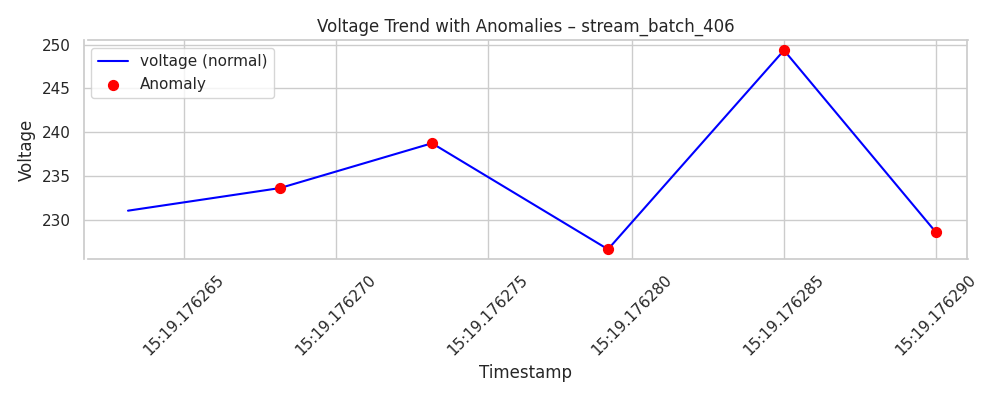 Voltage Trend with Anomalies – stream_batch_406
250
245
240
235
230
Voltage
voltage (normal)
Anomaly
15:19.176265
15:19.176270
15:19.176275
15:19.176280
15:19.176285
15:19.176290
Timestamp